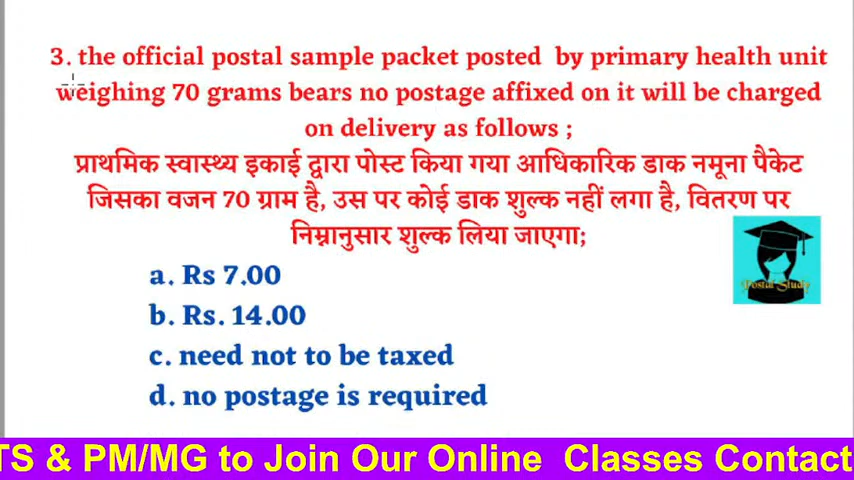 3. the official postal sample packet posted by primary health unit
weighing 70 grams bears no postage affixed on it will be charged
on delivery as follows ;
प्राथमिक स्वास्थ्य इकाई द्वारा पोस्ट किया गया आधिकारिक डाक नमूना पैकेट
जिसका वजन 70 ग्राम है, उस पर कोई डाक शुल्क नहीं लगा है, वितरण पर
निम्नानुसार शुल्क लिया जाएगा;
a. Rs 7.00
Postal Study
b. Rs. 14.00
c. need not to be taxed
d. no postage is required
TS & PM/MG to Join Our Online Classes Contact